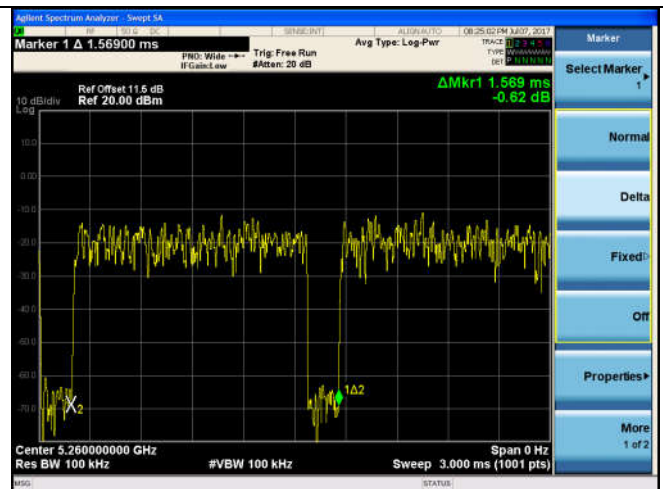 Agilent Spectrum Analyzer - Swept SA
RF 50 Ω DC SENSE:INT ALIGN AUTO 08:25:02 PM Jul 07, 2017
Marker 1 Δ 1.56900 ms
PNO: Wide Trig: Free Run Avg Type: Log-Pwr TRACE 1 2 3 4 5 6
TYPE
IFGain:Low #Atten: 20 dB DET P N N N N N
ΔMkr1 1.569 ms
-0.62 dB
Ref Offset 11.5 dB
10 dB/div Ref 20.00 dBm
Log
10.0
0.00
-10.0
-20.0
-30.0
-40.0
-50.0
-60.0
-70.0
X2
1Δ2
Center 5.260000000 GHz Span 0 Hz
Res BW 100 kHz #VBW 100 kHz Sweep 3.000 ms (1001 pts)
MSG STATUS
Marker
Select Marker
1
Normal
Delta
Fixed
Off
Properties
More
1 of 2